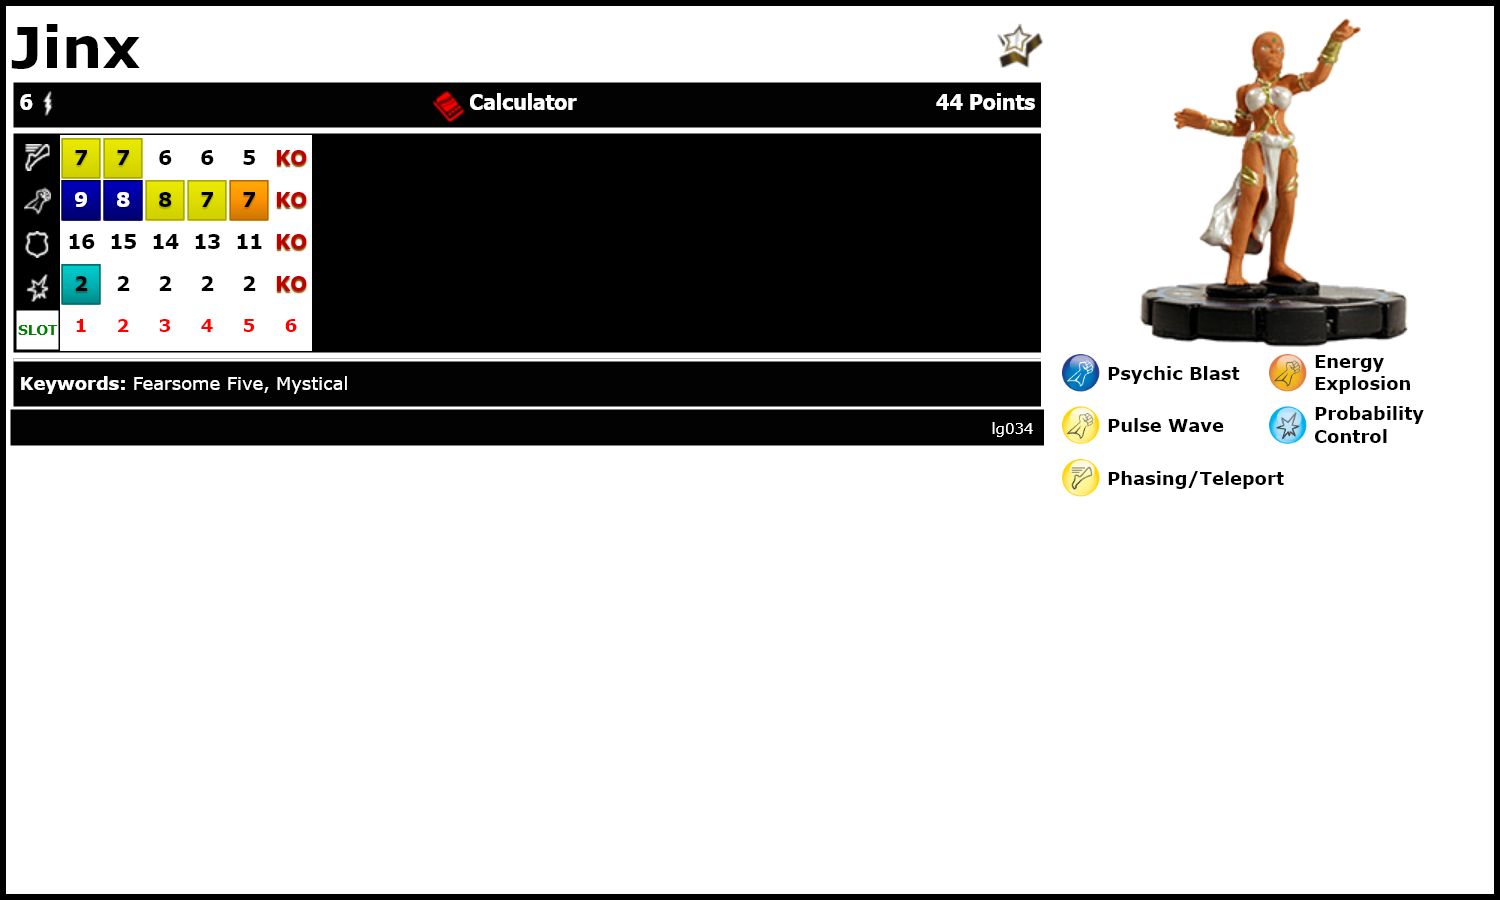 Jinx
6 Calculator 44 Points
7 7 6 6 5 KO
9 8 8 7 7 KO
16 15 14 13 11 KO
2 2 2 2 2 KO
SLOT 1 2 3 4 5 6
Keywords: Fearsome Five, Mystical
lg034
Psychic Blast
Energy
Explosion
Pulse Wave
Probability
Control
Phasing/Teleport